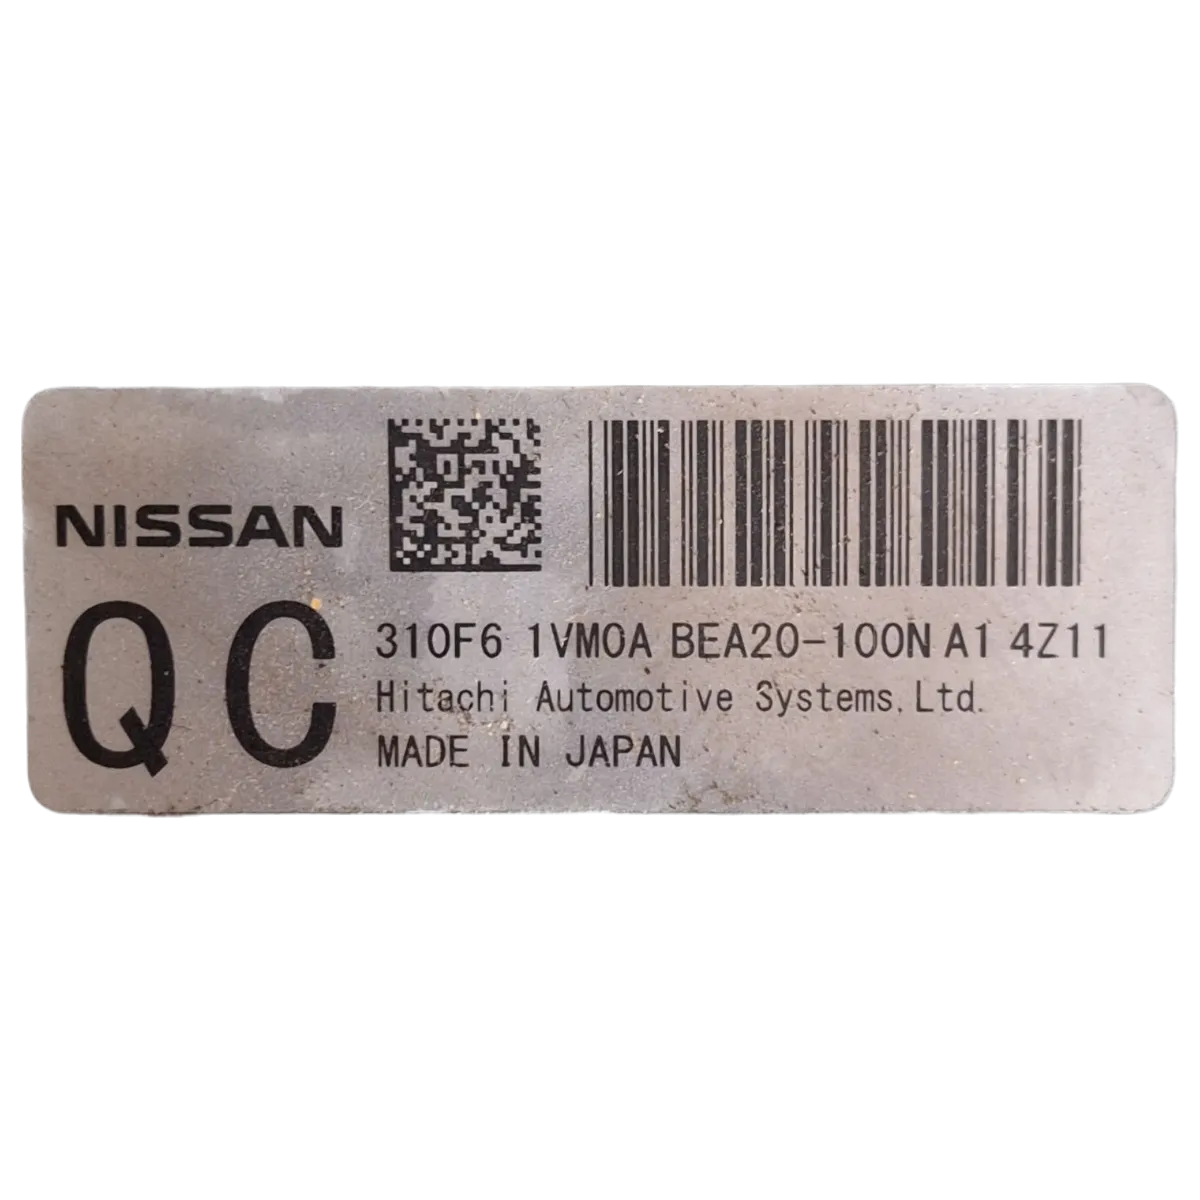 NISSAN
QC
310F6 1VM0A BEA20-100N A1 4Z11
Hitachi Automotive Systems,Ltd.
MADE IN JAPAN